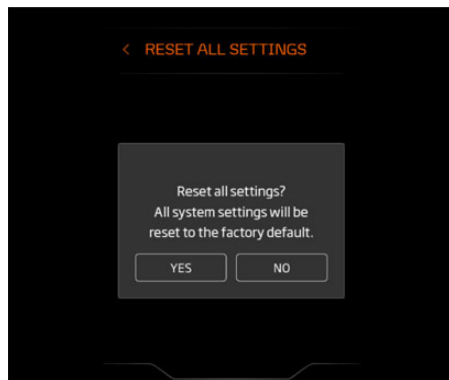 < RESET ALL SETTINGS
Reset all settings?
All system settings will be
reset to the factory default.
YES NO